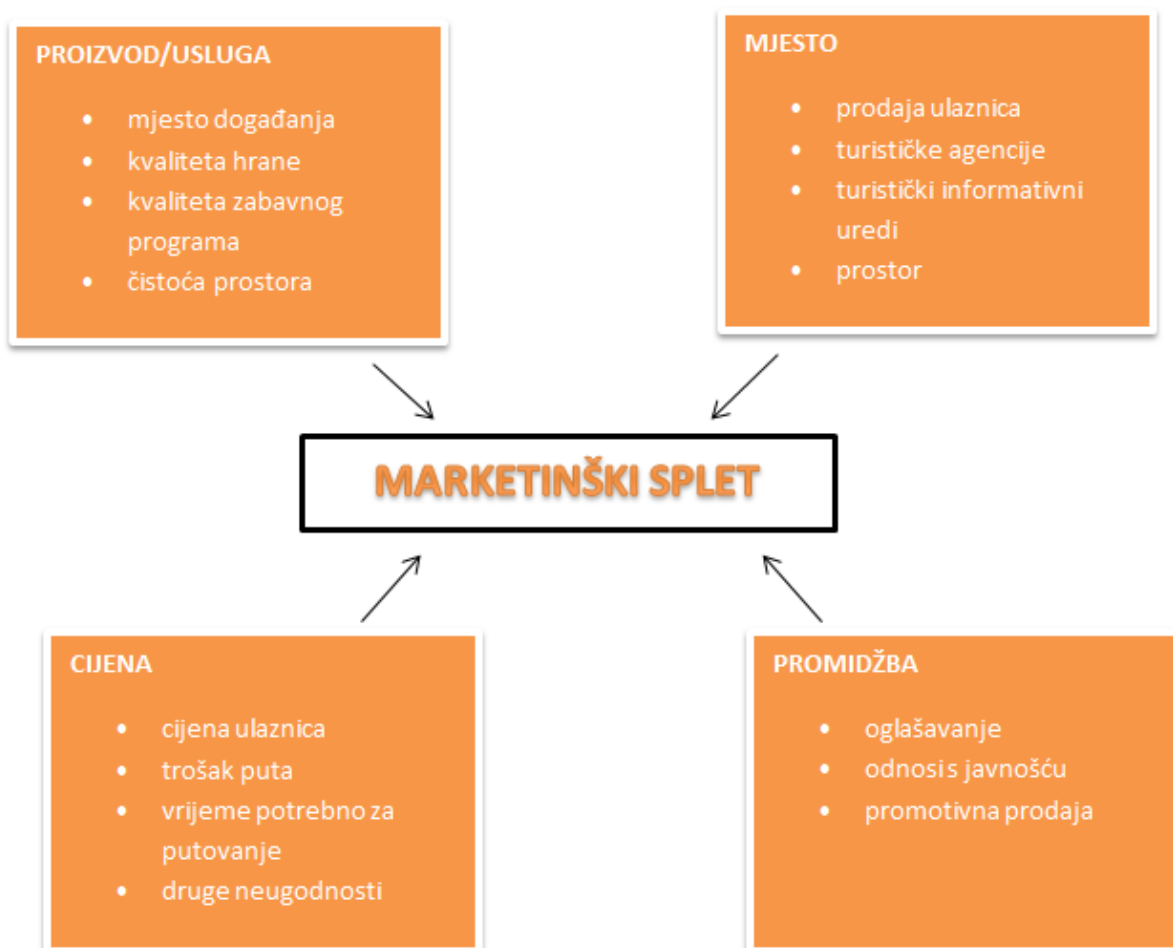 PROIZVOD/USLUGA
• mjesto događanja
• kvaliteta hrane
• kvaliteta zabavnog
programa
• čistoća prostora
MJESTO
• prodaja ulaznica
• turističke agencije
• turistički informativni
uredi
• prostor
MARKETINŠKI SPLET
CIJENA
• cijena ulaznica
• trošak puta
• vrijeme potrebno za
putovanje
• druge neugodnosti
PROMIDŽBA
• oglašavanje
• odnosi s javnošću
• promotivna prodaja